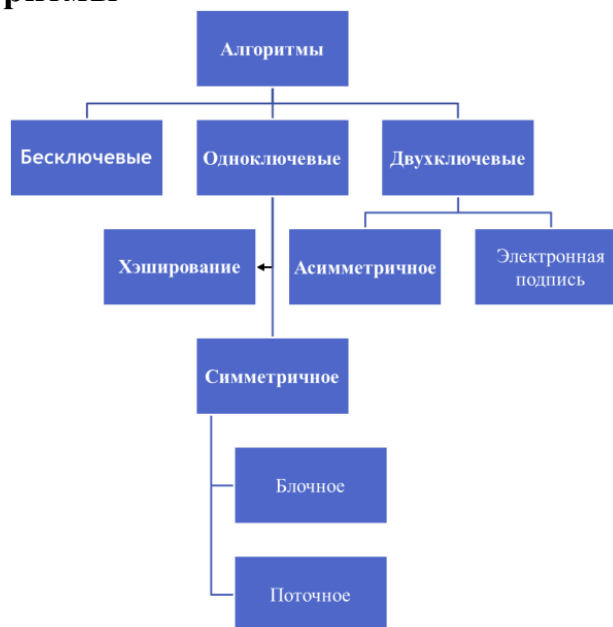 Алгоритмы
Бесключевые
Одноключевые
Двухключевые
Хэширование
Асимметричное
Электронная
подпись
Симметричное
Блочное
Поточное